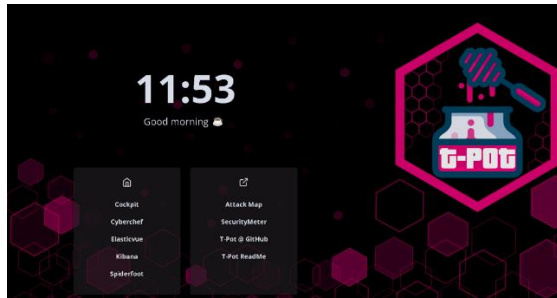 11:53
Good morning
Cockpit
Cyberchef
Elasticvue
Kibana
Spiderfoot
Attack Map
SecurityMeter
T-Pot @ GitHub
T-Pot ReadMe
t-pot